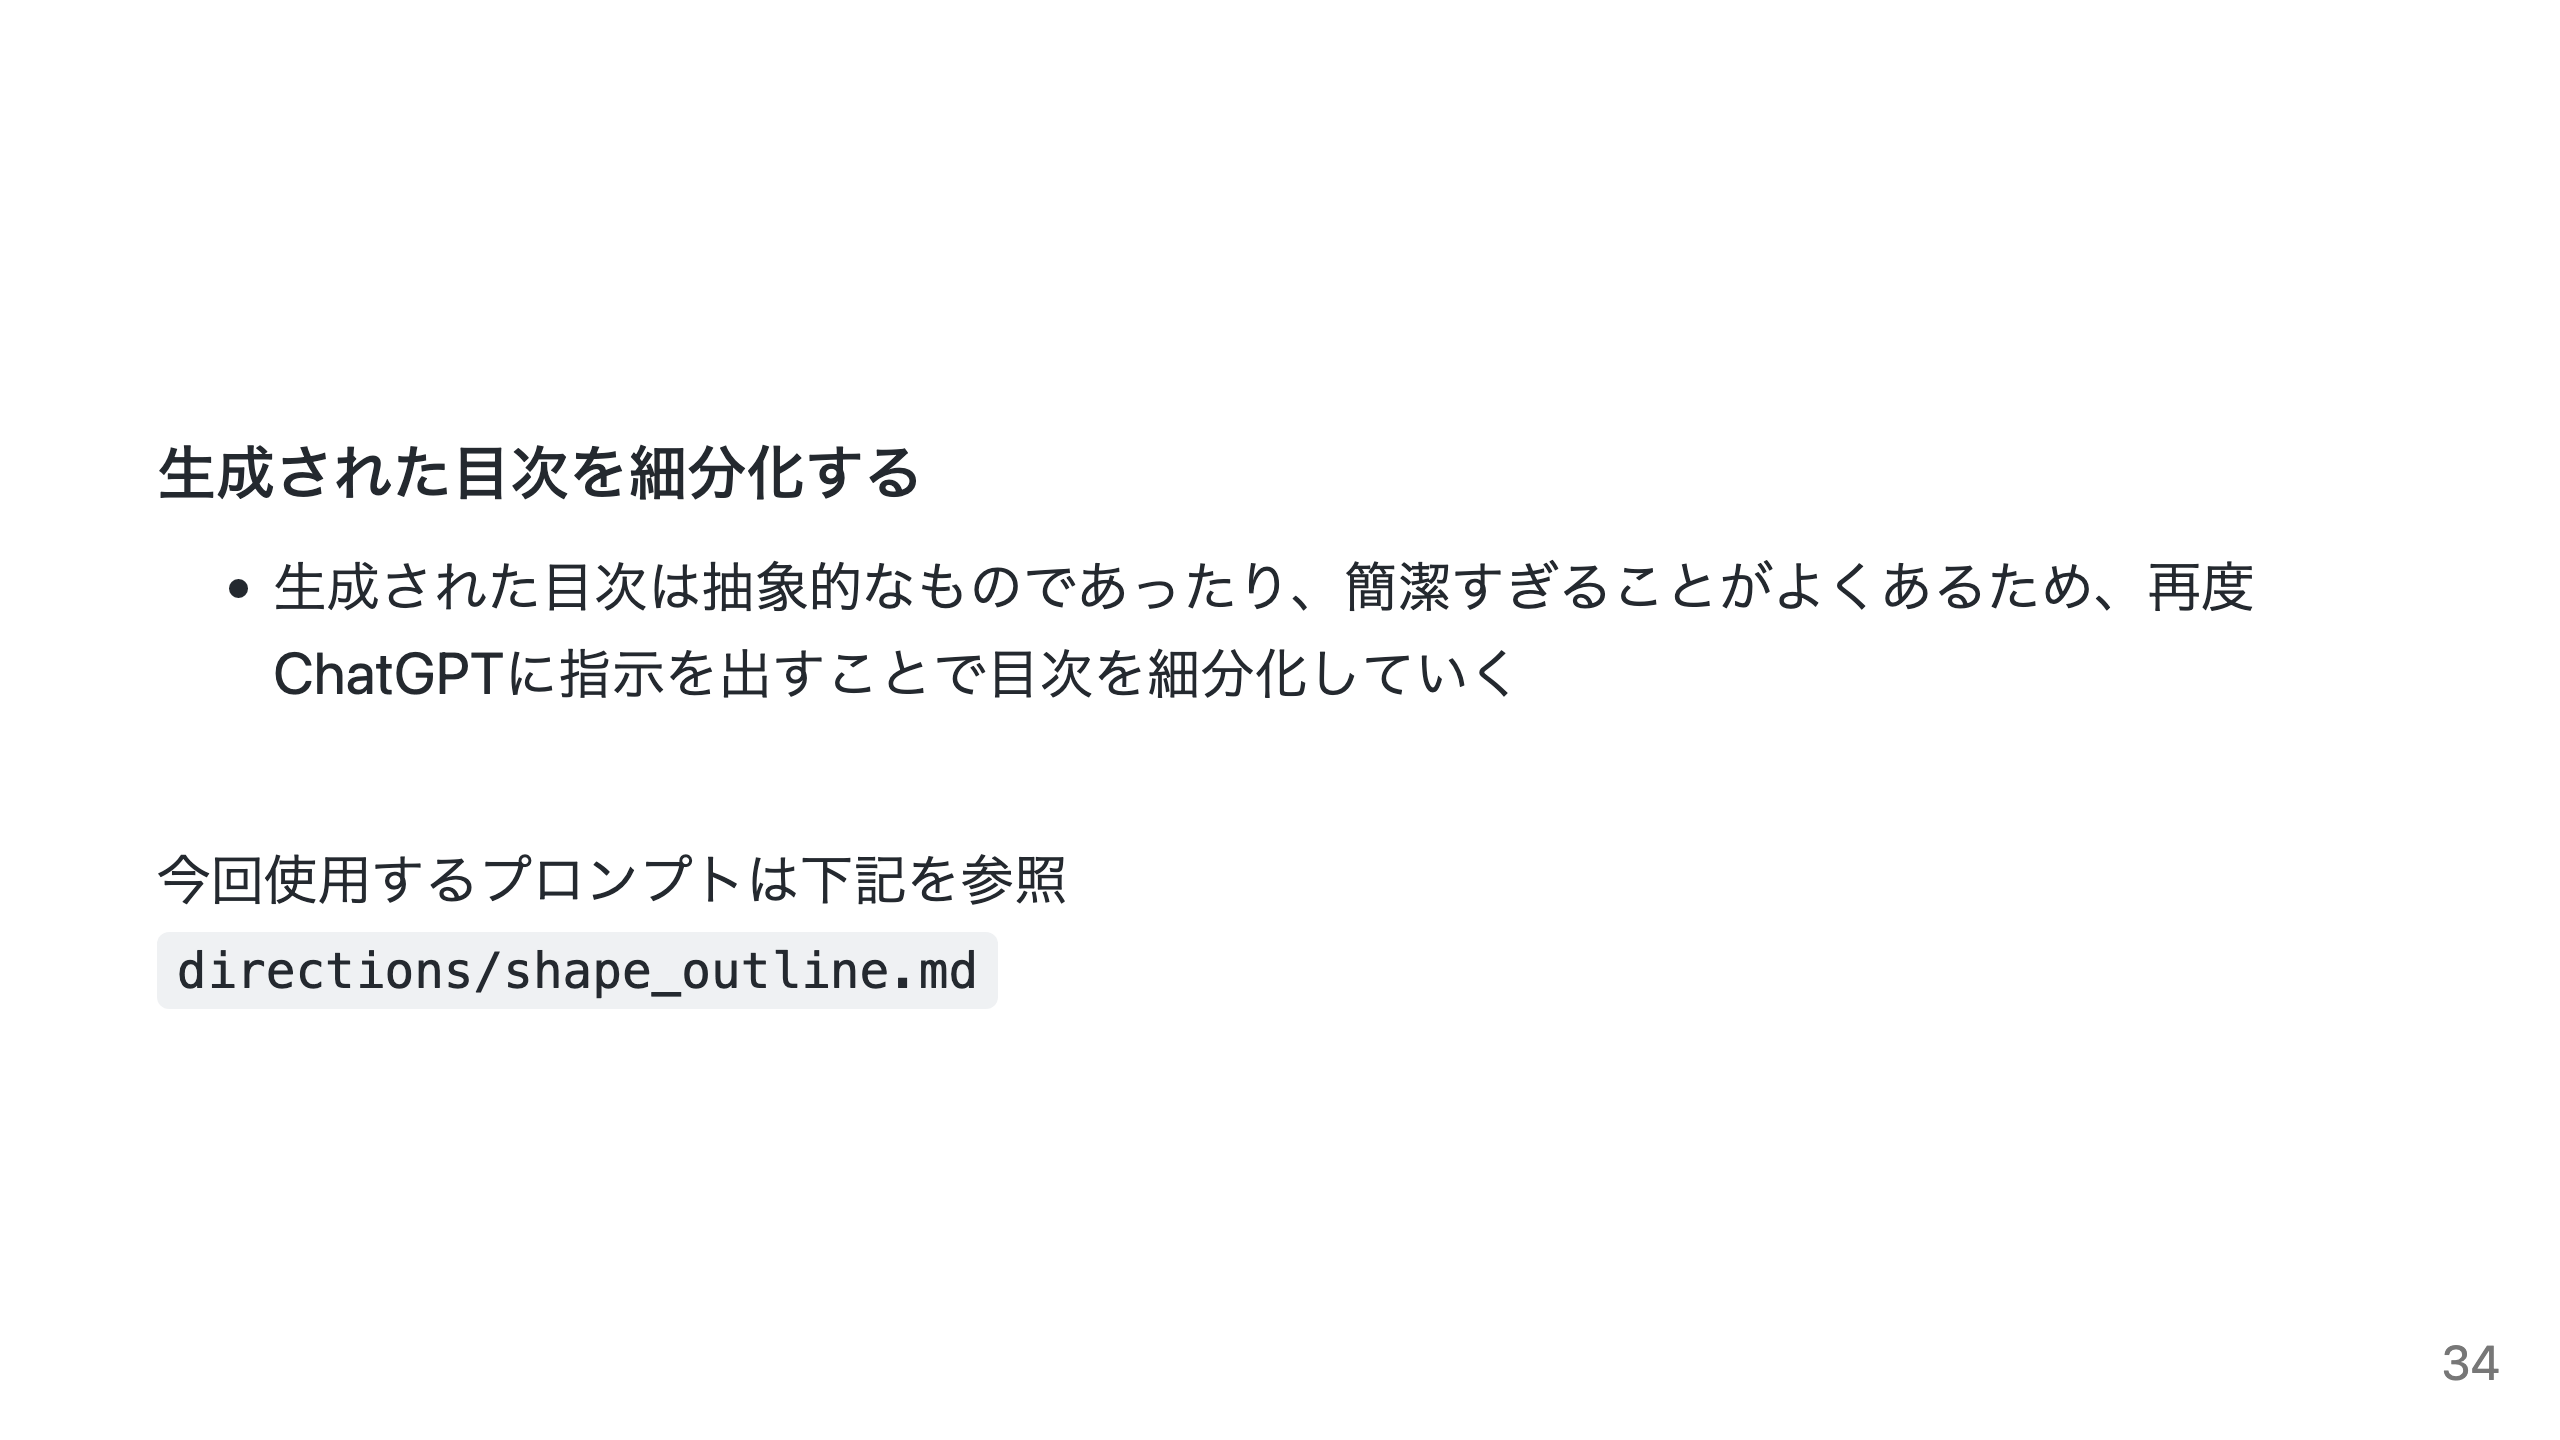 生成された目次を細分化する
• 生成された目次は抽象的なものであったり、簡潔すぎることがよくあるため、再度
ChatGPTに指示を出すことで目次を細分化していく
今回使用するプロンプトは下記を参照
directions/shape_outline.md
34